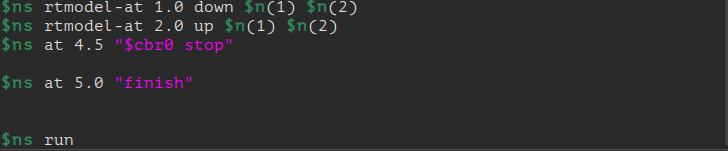 $ns rtmodel-at 1.0 down $n(1) $n(2)
$ns rtmodel-at 2.0 up $n(1) $n(2)
$ns at 4.5 "$cbr0 stop"
$ns at 5.0 "finish"
$ns run